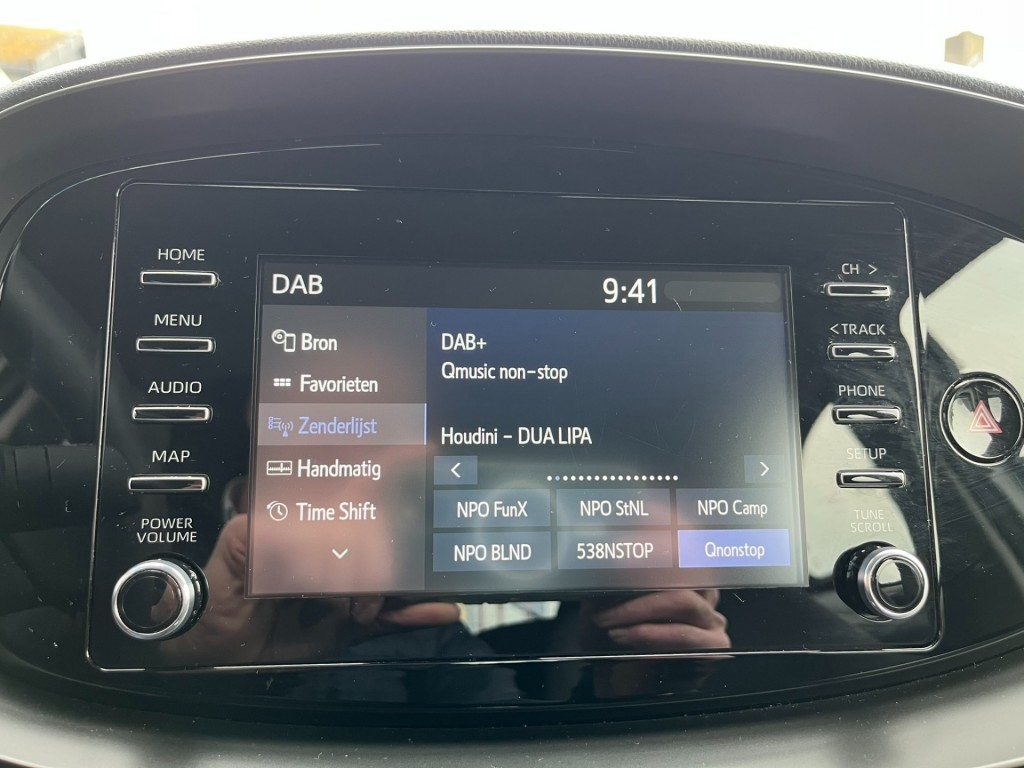 HOME
MENU
AUDIO
MAP
POWER
VOLUME
DAB
9:41
Bron
Favorieten
Zenderlijst
Handmatig
Time Shift
DAB+
Qmusic non-stop
Houdini - DUA LIPA
NPO FunX
NPO StNL
NPO Camp
NPO BLND
538NSTOP
Qnonstop
CH >
< TRACK
PHONE
SETUP
TUNE
SCROLL